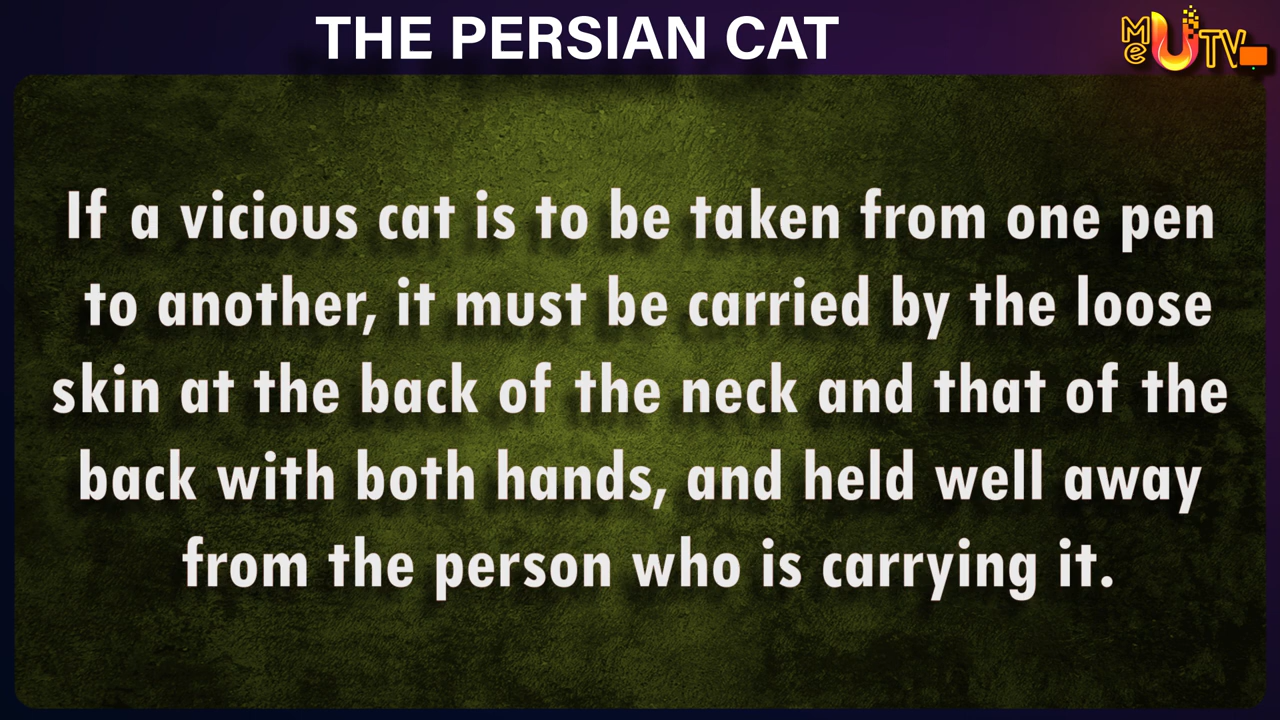 THE PERSIAN CAT
Me U TV
If a vicious cat is to be taken from one pen
to another, it must be carried by the loose
skin at the back of the neck and that of the
back with both hands, and held well away
from the person who is carrying it.